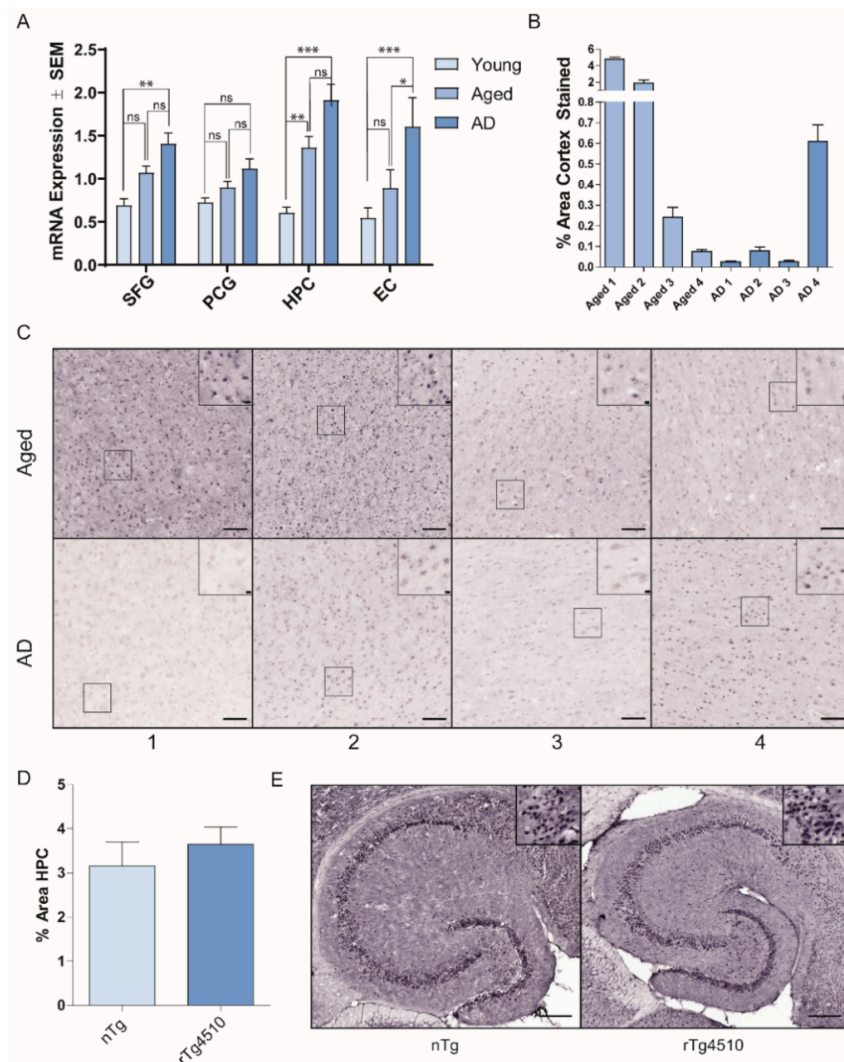 A
mRNA Expression ± SEM
2.5
2.0
1.5
1.0
0.5
0.0
**
ns
ns
ns
ns
ns
***
ns
**
***
*
ns
Young
Aged
AD
SFG
PCG
HPC
EC
B
% Area Cortex Stained
6
4
2
0.8
0.7
0.6
0.5
0.4
0.3
0.2
0.1
0.0
Aged 1
Aged 2
Aged 3
Aged 4
AD 1
AD 2
AD 3
AD 4
C
Aged
AD
1
2
3
4
D
% Area HPC
5
4
3
2
1
0
nTg
rTg4510
E
nTg
rTg4510